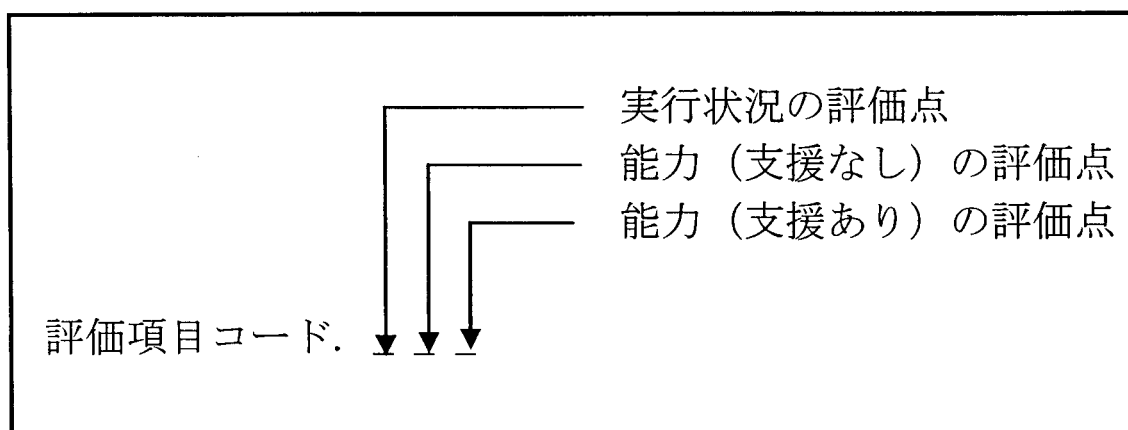 実行状況の評価点
能力（支援なし）の評価点
能力（支援あり）の評価点
評価項目コード. _ _ _